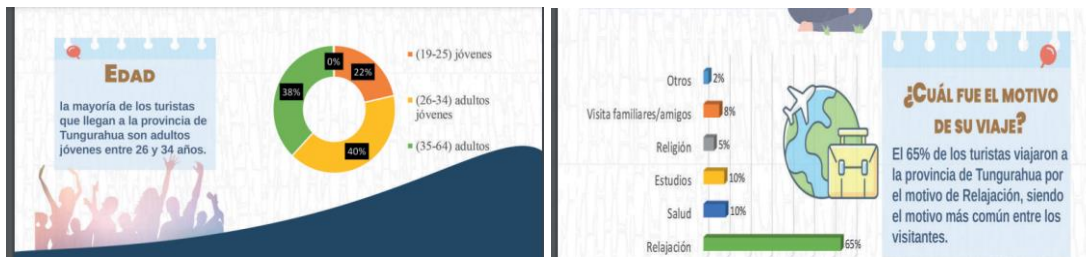 EDAD
la mayoría de los turistas
que llegan a la provincia de
Tungurahua son adultos
jóvenes entre 26 y 34 años.
0%
22%
38%
40%
(19-25) jóvenes
(26-34) adultos
jóvenes
(35-64) adultos
Otros 2%
Visita familiares/amigos 8%
Religión 5%
Estudios 10%
Salud 10%
Relajación 65%
¿CUÁL FUE EL MOTIVO
DE SU VIAJE?
El 65% de los turistas viajaron a
la provincia de Tungurahua por
el motivo de Relajación, siendo
el motivo más común entre los
visitantes.